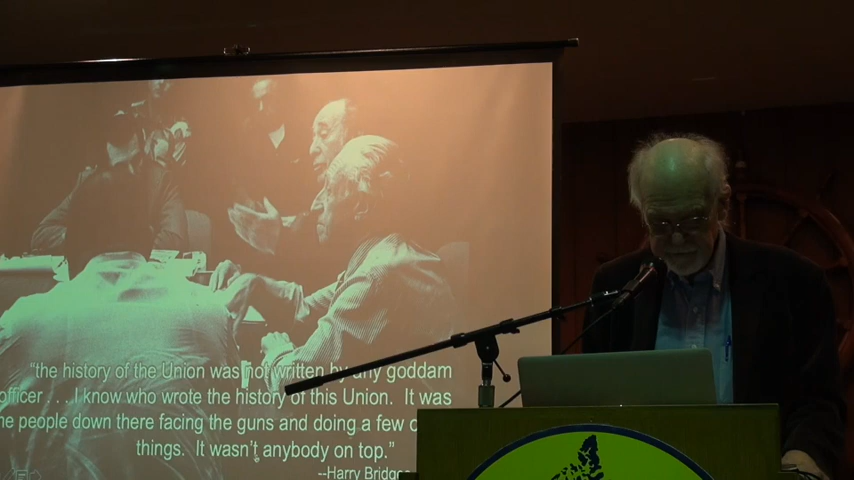 "the history of the Union was not written by any goddam
officer . . . I know who wrote the history of this Union. It was
people down there facing the guns and doing a few
things. It wasn't anybody on top."
--Harry Bridges